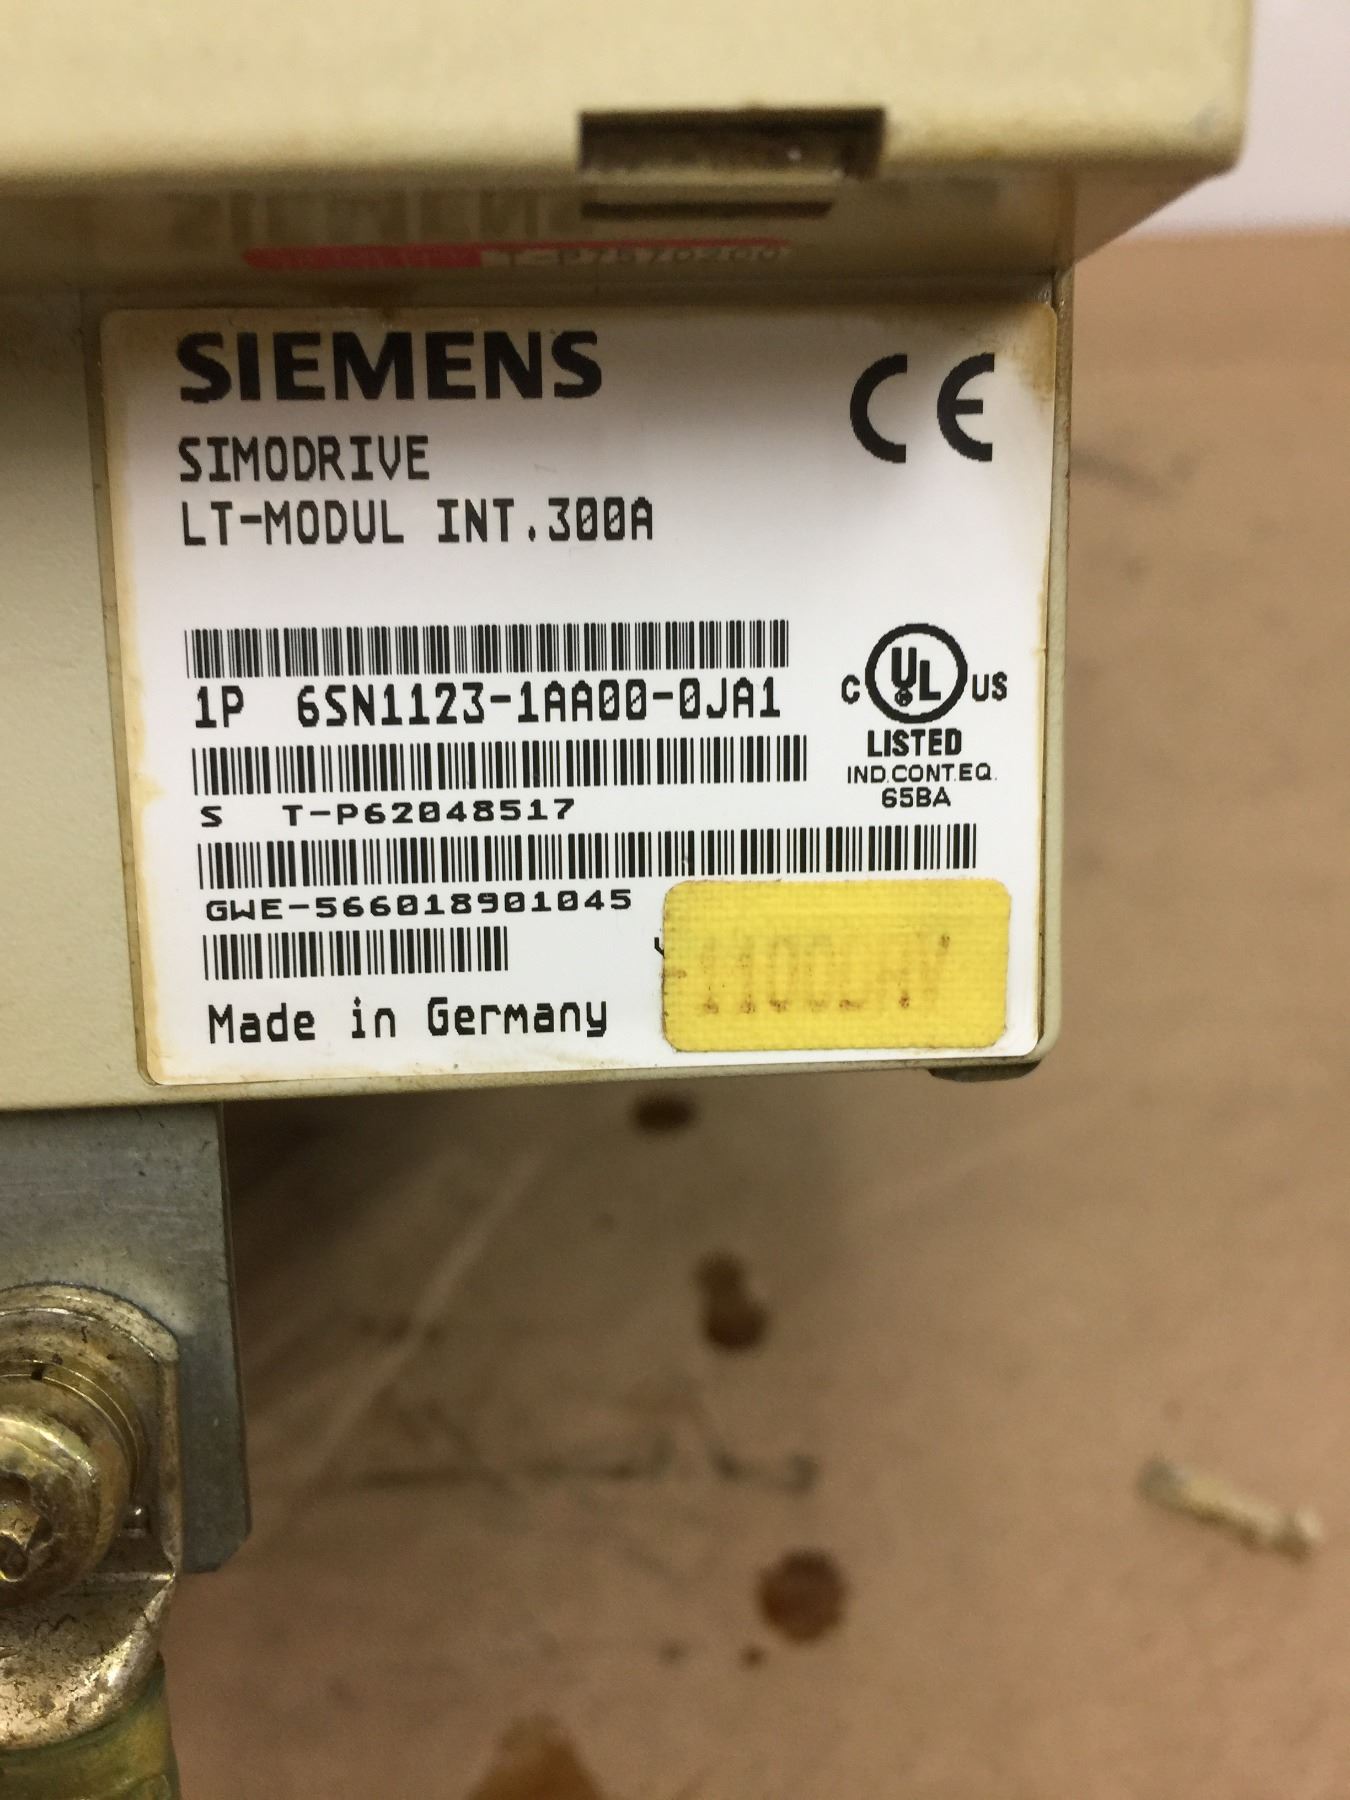 SIEMENS
CE
SIMODRIVE
LT-MODUL INT.300A
1P 6SN1123-1AA00-0JA1
C UL US
LISTED
IND.CONT.EQ.
65BA
S T-P62048517
GWE-566018901045
Made in Germany